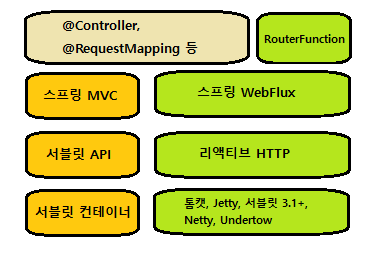 @Controller,
@RequestMapping 등
RouterFunction
스프링 MVC
스프링 WebFlux
서블릿 API
리액티브 HTTP
서블릿 컨테이너
톰캣, Jetty, 서블릿 3.1+,
Netty, Undertow